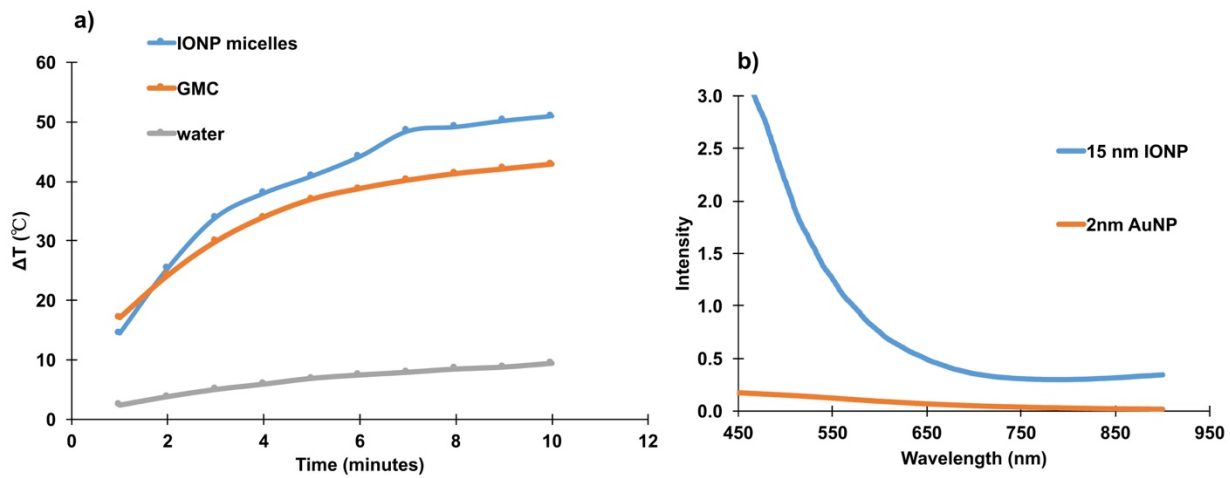 a)
IONP micelles
GMC
water
60
50
40
30
20
10
0
ΔT (℃)
0 2 4 6 8 10 12
Time (minutes)
b)
3.0
2.5
2.0
1.5
1.0
0.5
0.0
Intensity
15 nm IONP
2nm AuNP
450 550 650 750 850 950
Wavelength (nm)